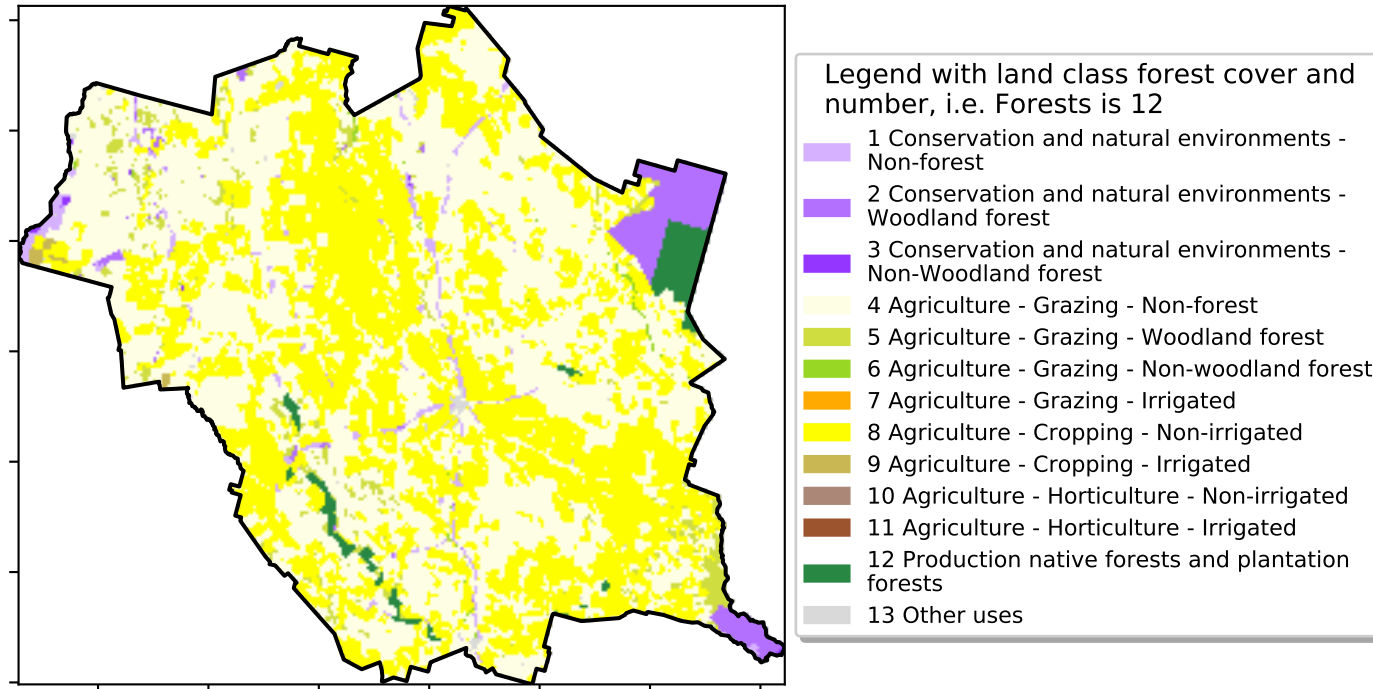 Legend with land class forest cover and
number, i.e. Forests is 12
1 Conservation and natural environments -
Non-forest
2 Conservation and natural environments -
Woodland forest
3 Conservation and natural environments -
Non-Woodland forest
4 Agriculture - Grazing - Non-forest
5 Agriculture - Grazing - Woodland forest
6 Agriculture - Grazing - Non-woodland forest
7 Agriculture - Grazing - Irrigated
8 Agriculture - Cropping - Non-irrigated
9 Agriculture - Cropping - Irrigated
10 Agriculture - Horticulture - Non-irrigated
11 Agriculture - Horticulture - Irrigated
12 Production native forests and plantation
forests
13 Other uses